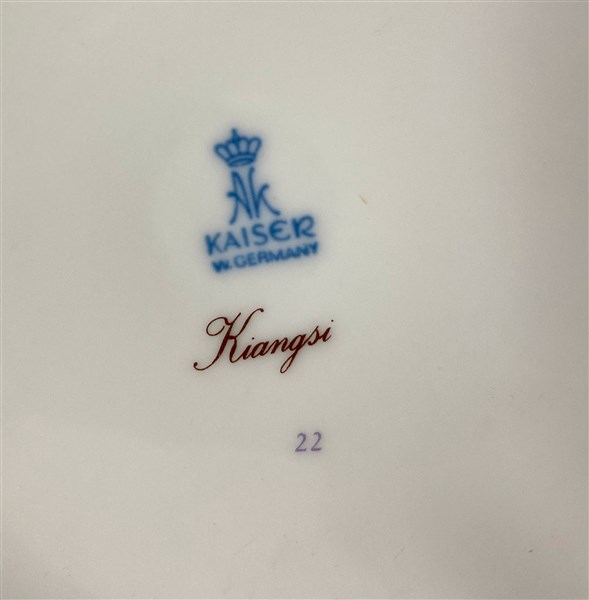 AK
KAISER
W. GERMANY
Kiangsi
22